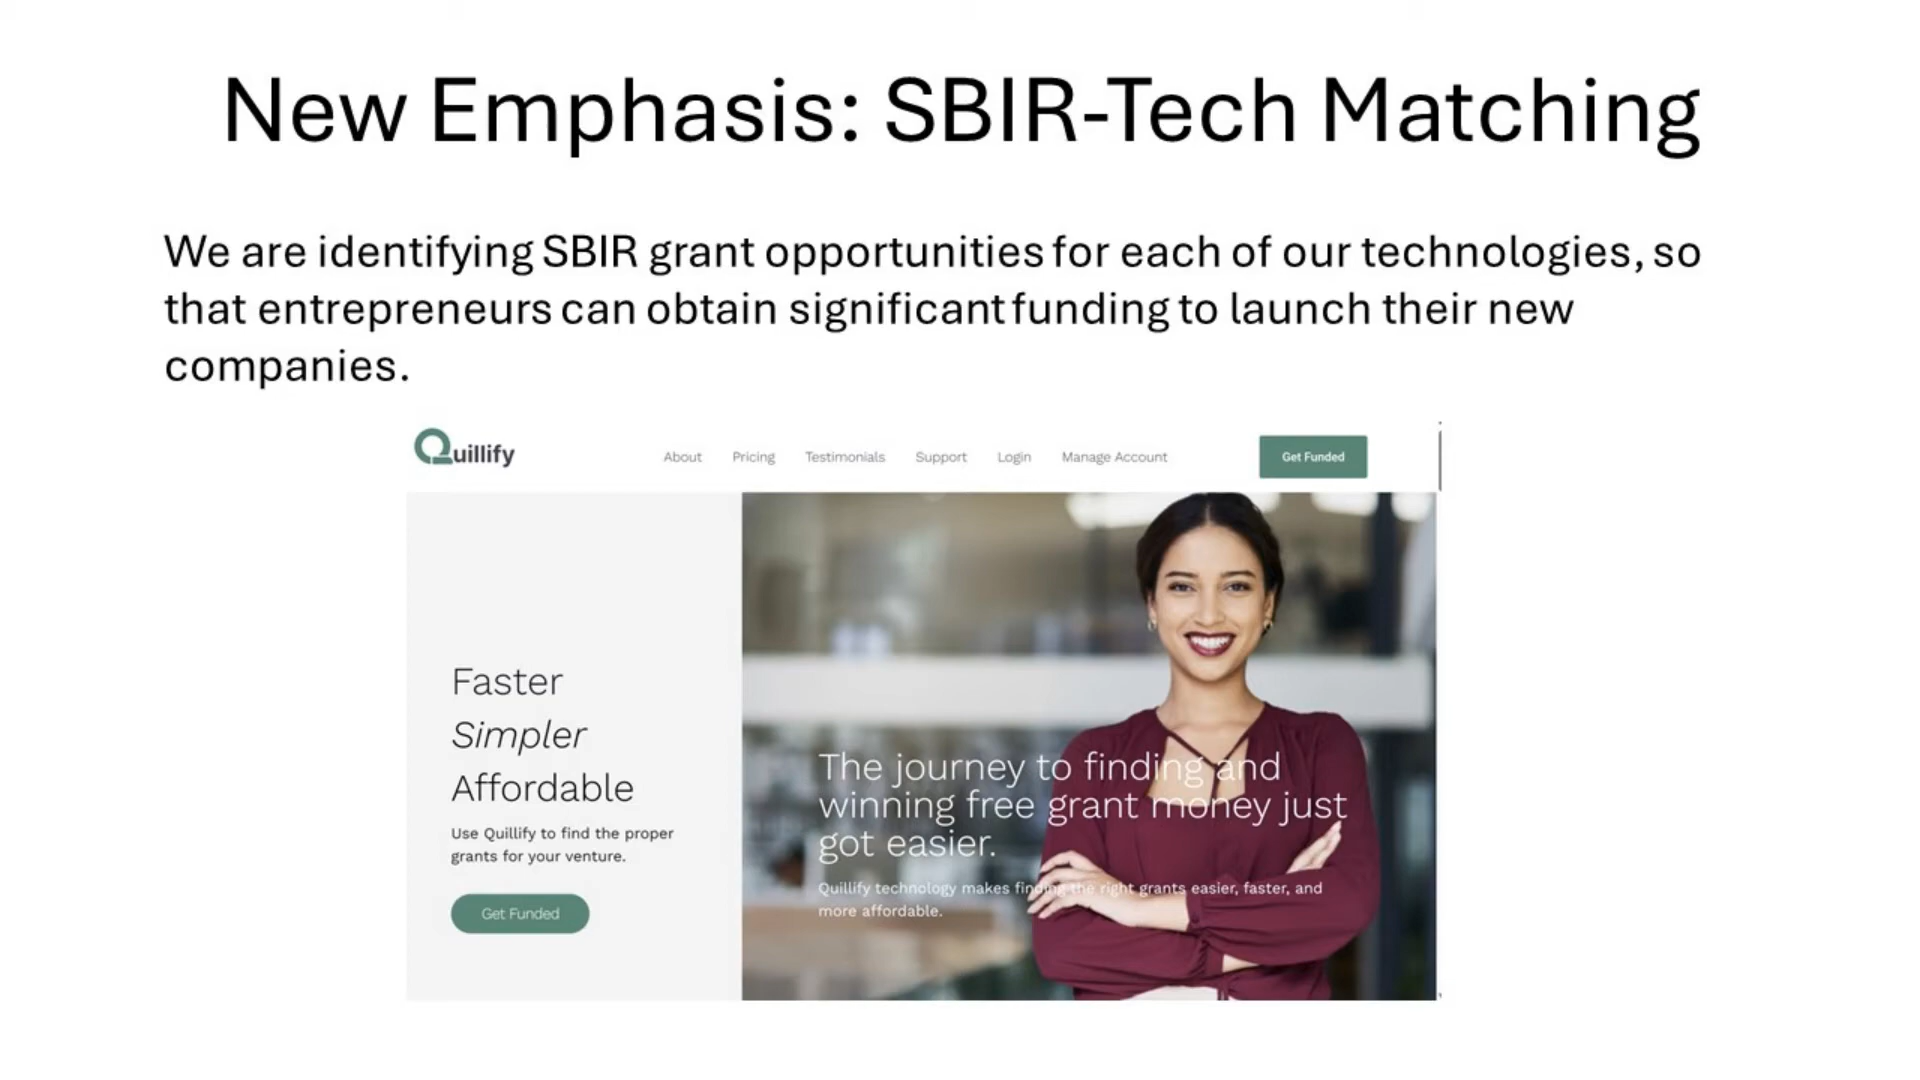 New Emphasis: SBIR-Tech Matching
We are identifying SBIR grant opportunities for each of our technologies, so
that entrepreneurs can obtain significant funding to launch their new
companies.
Quillify
About Pricing Testimonials Support Login Manage Account Get Funded
Faster
Simpler
Affordable
Use Quillify to find the proper
grants for your venture.
Get Funded
The journey to finding and
winning free grant money just
got easier.
Quillify technology makes finding the right grants easier, faster, and
more affordable.